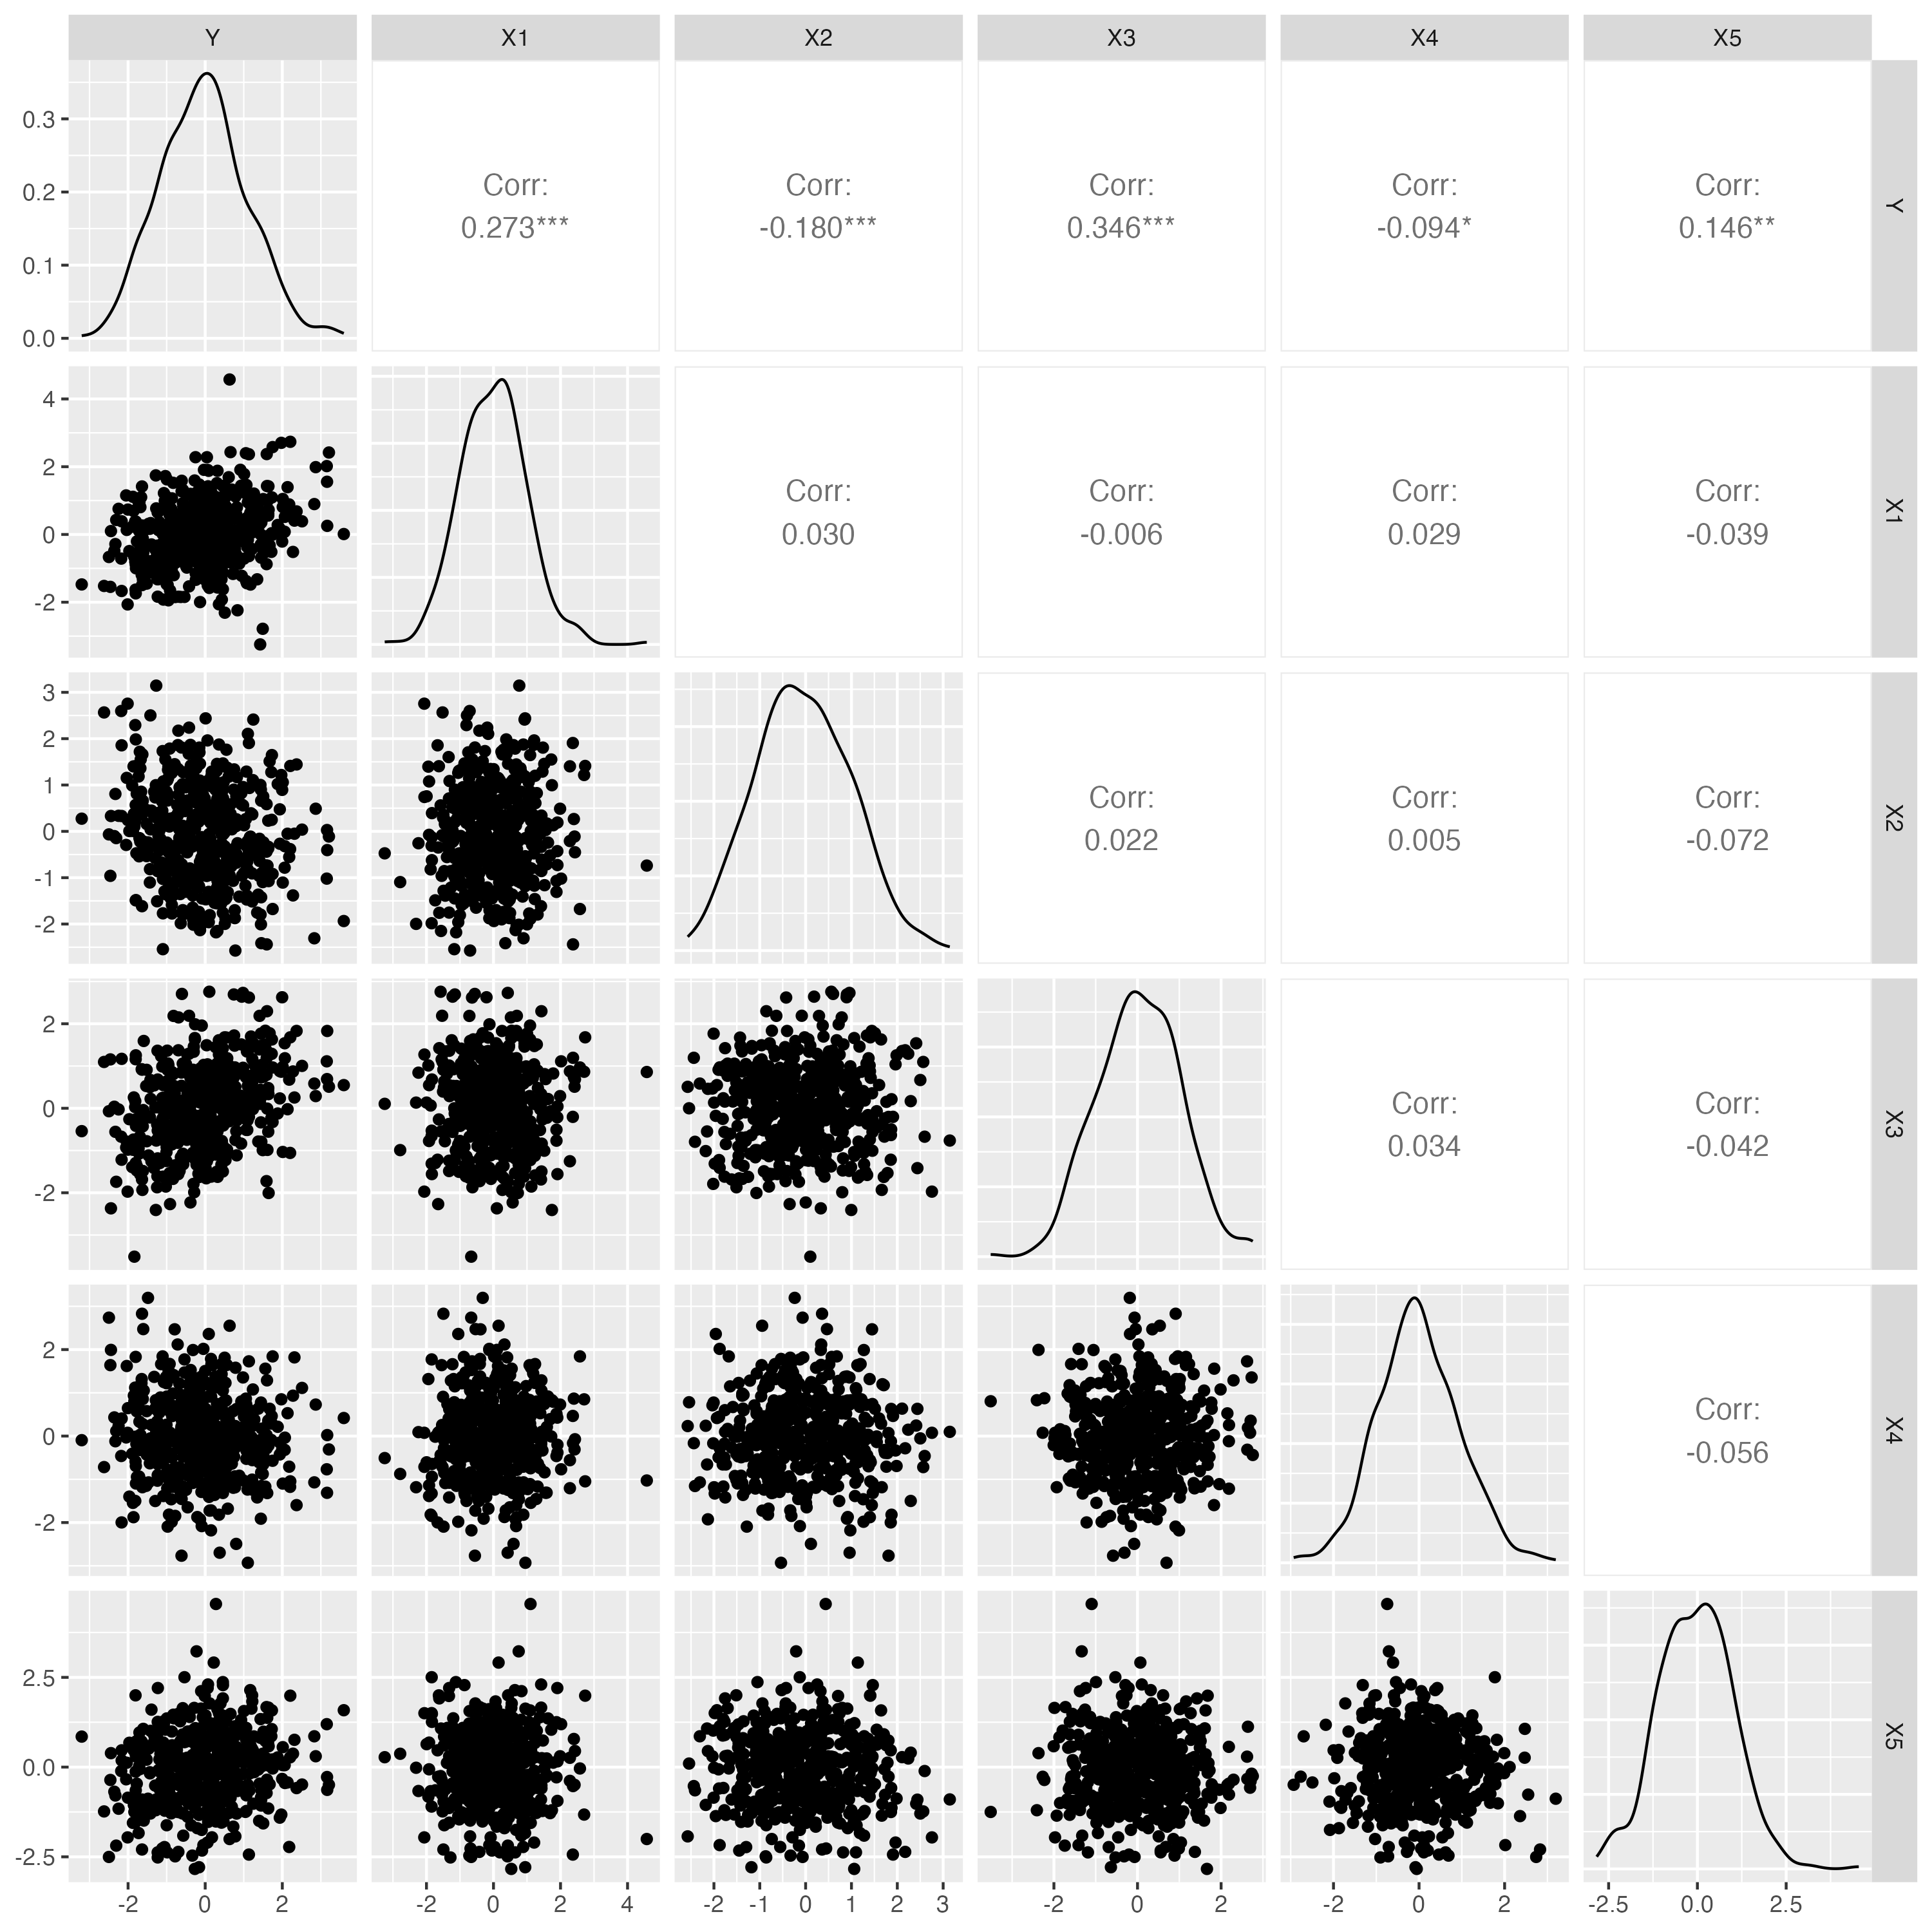 Y X1 X2 X3 X4 X5
0.3
0.2
0.1
0.0
Corr:
0.273***
Corr:
-0.180***
Corr:
0.346***
Corr:
-0.094*
Corr:
0.146**
Y
4
2
0
-2
Corr:
0.030
Corr:
-0.006
Corr:
0.029
Corr:
-0.039
X1
3
2
1
0
-1
-2
Corr:
0.022
Corr:
0.005
Corr:
-0.072
X2
2
0
-2
Corr:
0.034
Corr:
-0.042
X3
2
0
-2
Corr:
-0.056
X4
2.5
0.0
-2.5
X5
-2 0 2 -2 0 2 4 -2 -1 0 1 2 3 -2 0 2 -2 0 2 -2.5 0.0 2.5